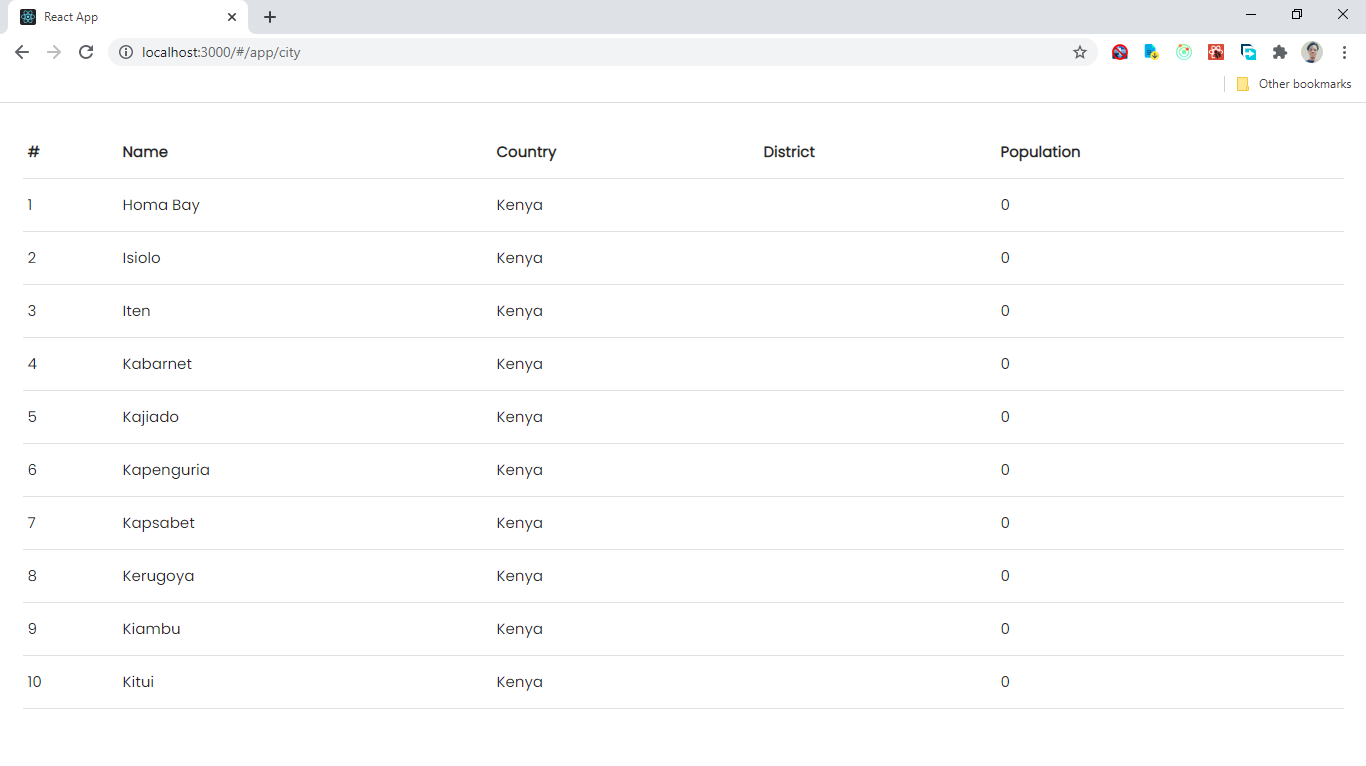 React App
localhost:3000/#/app/city
Other bookmarks
# Name Country District Population
1 Homa Bay Kenya 0
2 Isiolo Kenya 0
3 Iten Kenya 0
4 Kabarnet Kenya 0
5 Kajiado Kenya 0
6 Kapenguria Kenya 0
7 Kapsabet Kenya 0
8 Kerugoya Kenya 0
9 Kiambu Kenya 0
10 Kitui Kenya 0